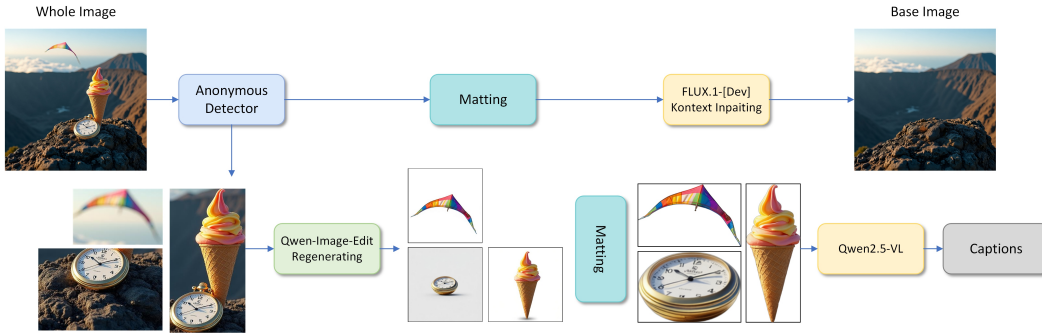 Whole Image
Base Image
Anonymous
Detector
Matting
FLUX.1-[Dev]
Kontext Inpaiting
Qwen-Image-Edit
Regenerating
Matting
Qwen2.5-VL
Captions